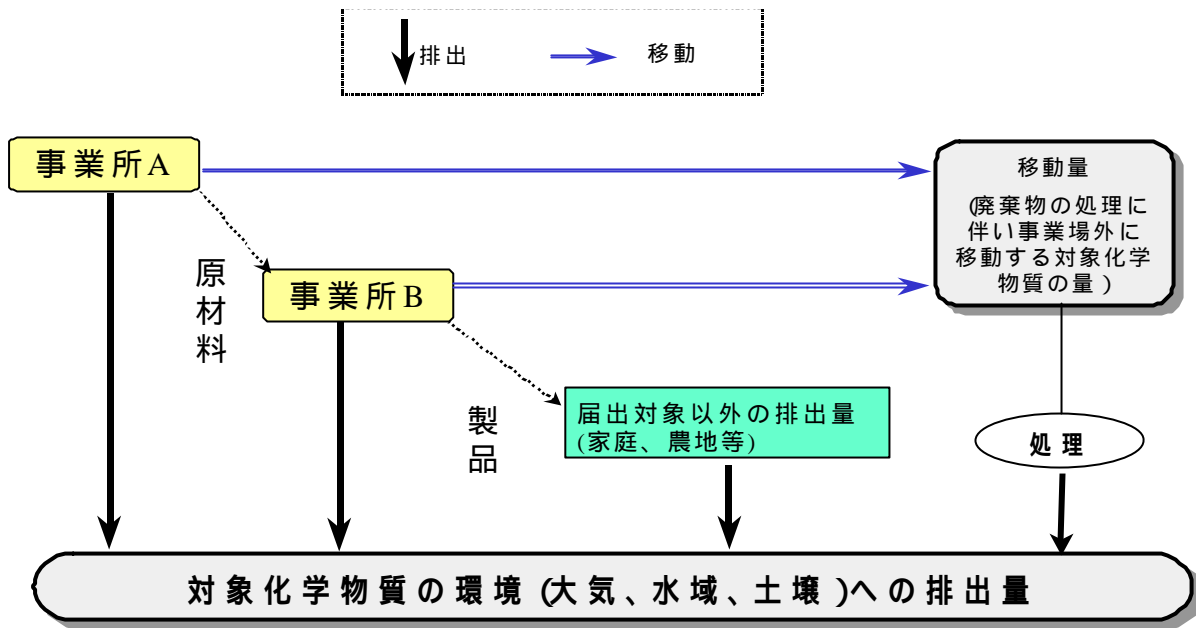 排出
移動
事業所A
移動量
(廃棄物の処理に
伴い事業場外に
移動する対象化学
物質の量)
原材料
事業所B
製品
届出対象以外の排出量
(家庭、農地等)
処理
対象化学物質の環境(大気、水域、土壌)への排出量